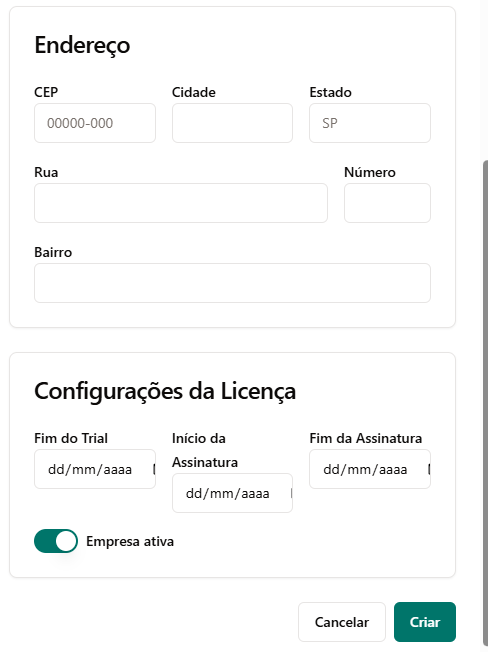 Endereço
CEP Cidade Estado
00000-000 SP
Rua Número
Bairro
Configurações da Licença
Fim do Trial Início da Fim da Assinatura
Assinatura
dd/mm/aaaa dd/mm/aaaa
dd/mm/aaaa
Empresa ativa
Cancelar Criar